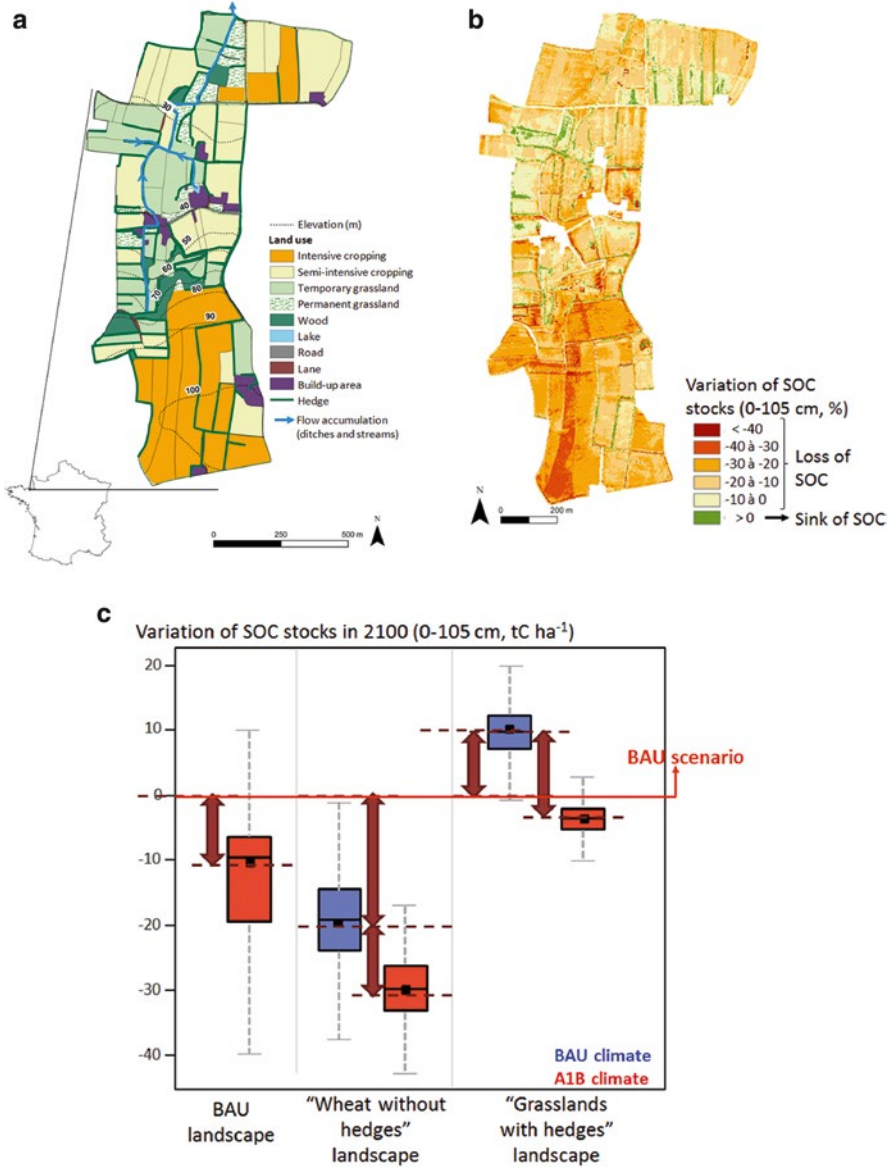 a
30
40
50
60
70
80
90
100
Elevation (m)
Land use
Intensive cropping
Semi-intensive cropping
Temporary grassland
Permanent grassland
Wood
Lake
Road
Lane
Build-up area
Hedge
Flow accumulation
(ditches and streams)
N
0 250 500 m
b
Variation of SOC
stocks (0-105 cm, %)
< -40
-40 à -30
-30 à -20
-20 à -10
-10 à 0
> 0
Loss of
SOC
Sink of SOC
N
0 200 m
c
Variation of SOC stocks in 2100 (0-105 cm, tC ha⁻¹)
20
10
0
-10
-20
-30
-40
BAU scenario
BAU climate
A1B climate
BAU
landscape
"Wheat without
hedges"
landscape
"Grasslands
with hedges"
landscape